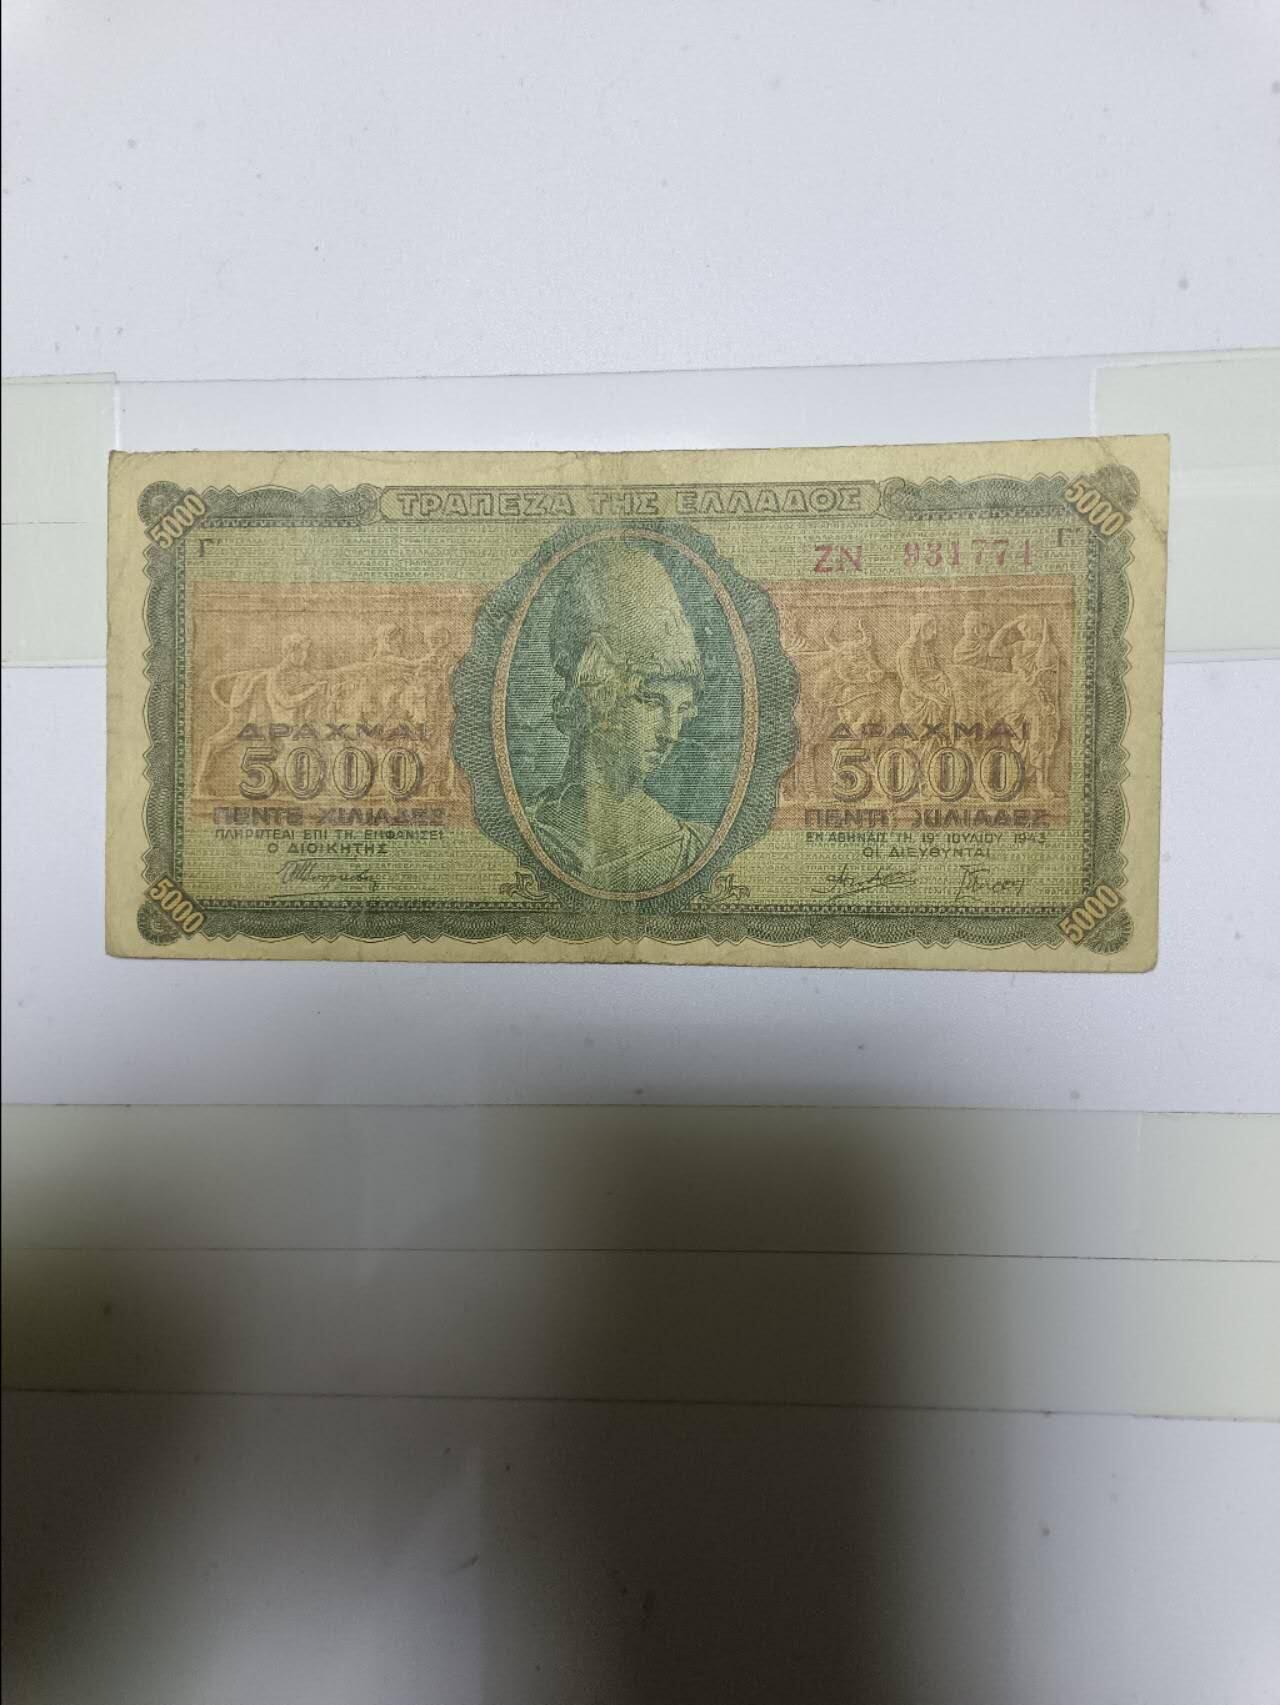 5000 ΤΡΑΠΕΖΑ ΤΗΣ ΕΛΛΑΔΟΣ 5000
Γ' ΖΝ 931774 Γ'
ΔΡΑΧΜΑΙ
5000
ΠΕΝΤΕ ΧΙΛΙΑΔΕΣ
ΠΛΗΡΩΤΕΑΙ ΕΠΙ ΤΗ, ΕΜΦΑΝΙΣΕΙ
Ο ΔΙΟΙΚΗΤΗΣ
ΔΡΑΧΜΑΙ
5000
ΠΕΝΤΕ ΧΙΛΙΑΔΕΣ
ΕΝ ΑΘΗΝΑΙΣ ΤΗ, 19 ΙΟΥΛΙΟΥ 1943
ΟΙ ΔΙΕΥΘΥΝΤΑΙ
5000 5000